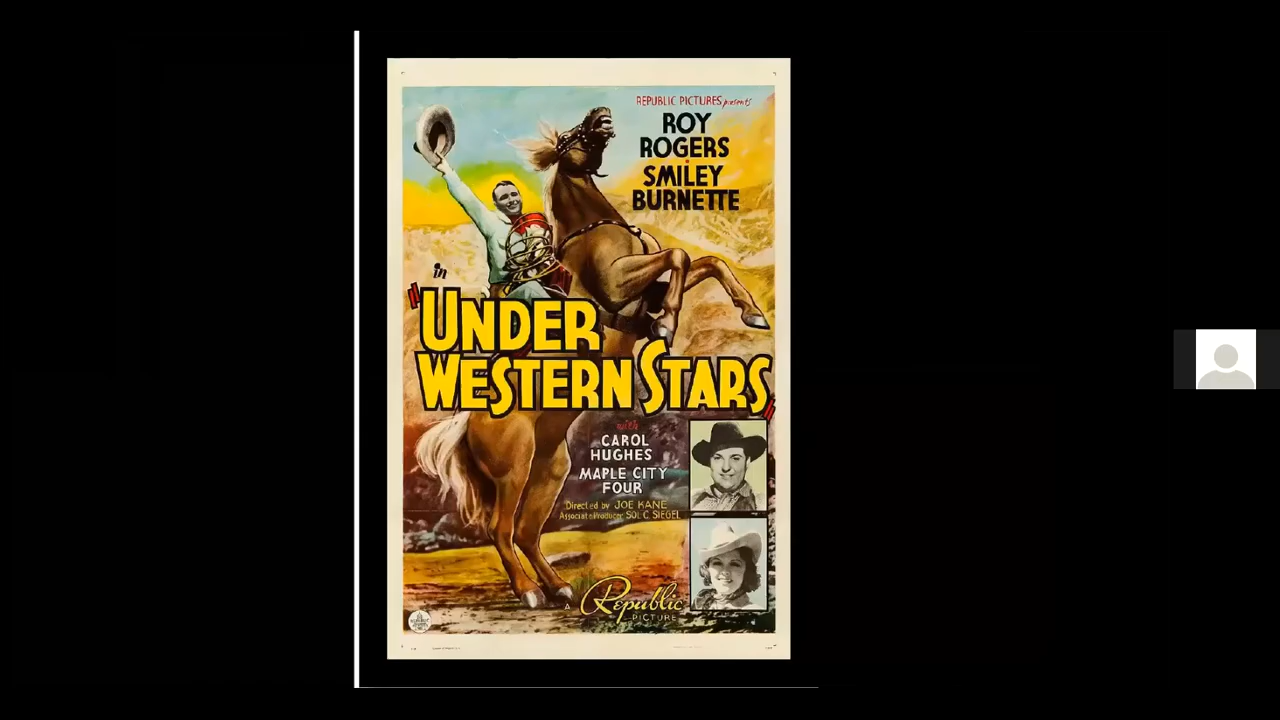 REPUBLIC PICTURES presents
ROY
ROGERS
SMILEY
BURNETTE
in
"UNDER
WESTERN STARS"
with
CAROL
HUGHES
MAPLE CITY
FOUR
Directed by JOE KANE
Associate Producer SOL C. SIEGEL
A Republic
PICTURE